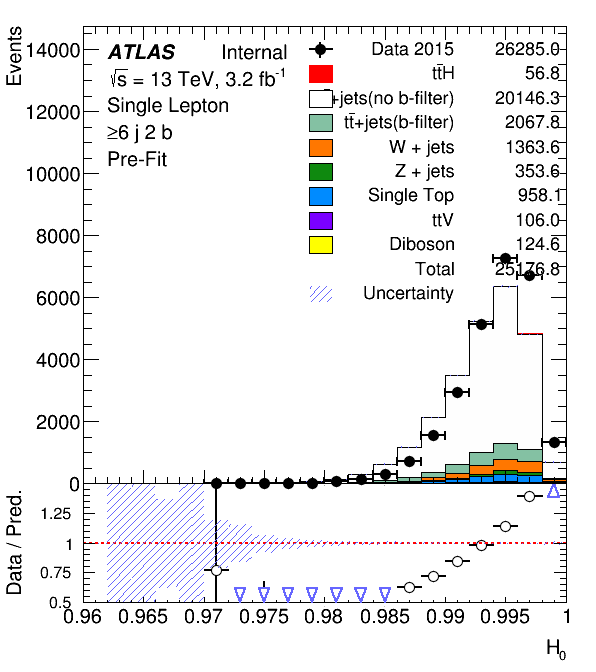 Events
14000
12000
10000
8000
6000
4000
2000
0
ATLAS Internal
√s = 13 TeV, 3.2 fb⁻¹
Single Lepton
≥6 j 2 b
Pre-Fit
Data 2015 26285.0
tt̄H 56.8
+jets(no b-filter) 20146.3
tt̄+jets(b-filter) 2067.8
W + jets 1363.6
Z + jets 353.6
Single Top 958.1
ttV 106.0
Diboson 124.6
Total 25176.8
Uncertainty
Data / Pred.
1.25
1
0.75
0.5
0.96 0.965 0.97 0.975 0.98 0.985 0.99 0.995 1
H₀